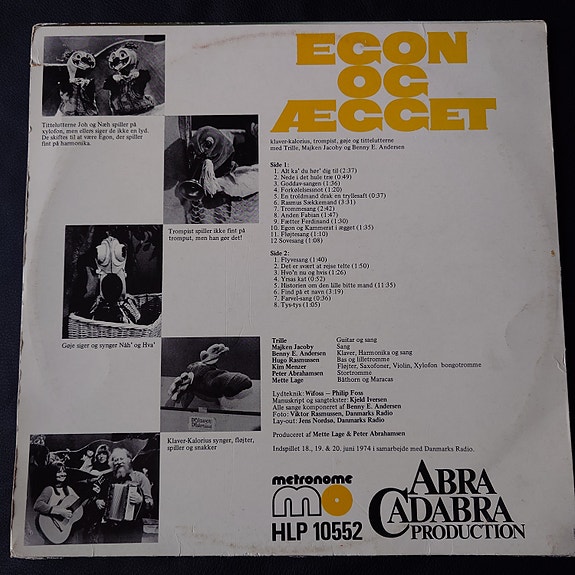 EGON
OG
ÆGGET
klaver-kalorius, trompist, gøje og tittelutterne
med Trille, Majken Jacoby og Benny E. Andersen
Side 1:
1. Alt ka' du hør' dig til (2:37)
2. Nede i det hule træ (0:49)
3. Goddav-sangen (1:36)
4. Forkølelsesnot (1:20)
5. En troldmand drak en tryllesaft (0:37)
6. Rasmus Sækkemand (3:31)
7. Trommesang (2:42)
8. Anden Fabian (1:47)
9. Fætter Ferdinand (1:30)
10. Egon og Kammerat i ægget (1:35)
11. Fløjtesang (1:10)
12 Sovesang (1:08)
Side 2:
1. Flyvesang (1:40)
2. Det er svært at rejse telte (1:50)
3. Hvo'n nu og hvis (1:26)
4. Yrsas kat (0:52)
5. Historien om den lille bitte mand (11:35)
6. Find på et navn (3:19)
7. Farvel-sang (0:36)
8. Tys-tys (1:05)
Trille Guitar og sang
Majken Jacoby Sang
Benny E. Andersen Klaver, Harmonika og sang
Hugo Rasmussen Bas og lilletromme
Kim Menzer Fløjter, Saxofoner, Violin, Xylofon bongotromme
Peter Abrahamsen Stortromme
Mette Lage Båthorn og Maracas
Lydteknik: Wifoss — Philip Foss
Manuskript og sangtekster: Kjeld Iversen
Alle sange komponeret af Benny E. Andersen
Foto: Viktor Rasmussen, Danmarks Radio
Lay-out: Jens Nordsø, Danmarks Radio
Produceret af Mette Lage & Peter Abrahamsen
Indspillet 18., 19. & 20. juni 1974 i samarbejde med Danmarks Radio.
metronome
mo
HLP 10552
ABRA
CADABRA
PRODUCTION
Tittelutterne Joh og Næh spiller på
xylofon, men ellers siger de ikke en lyd.
De skiftes til at være Egon, der spiller
fint på harmonika.
Trompist spiller ikke fint på
tromput, men han gør det!
Gøje siger og synger Nåh' og Hva'
Klaver-Kalorius synger, fløjter,
spiller og snakker